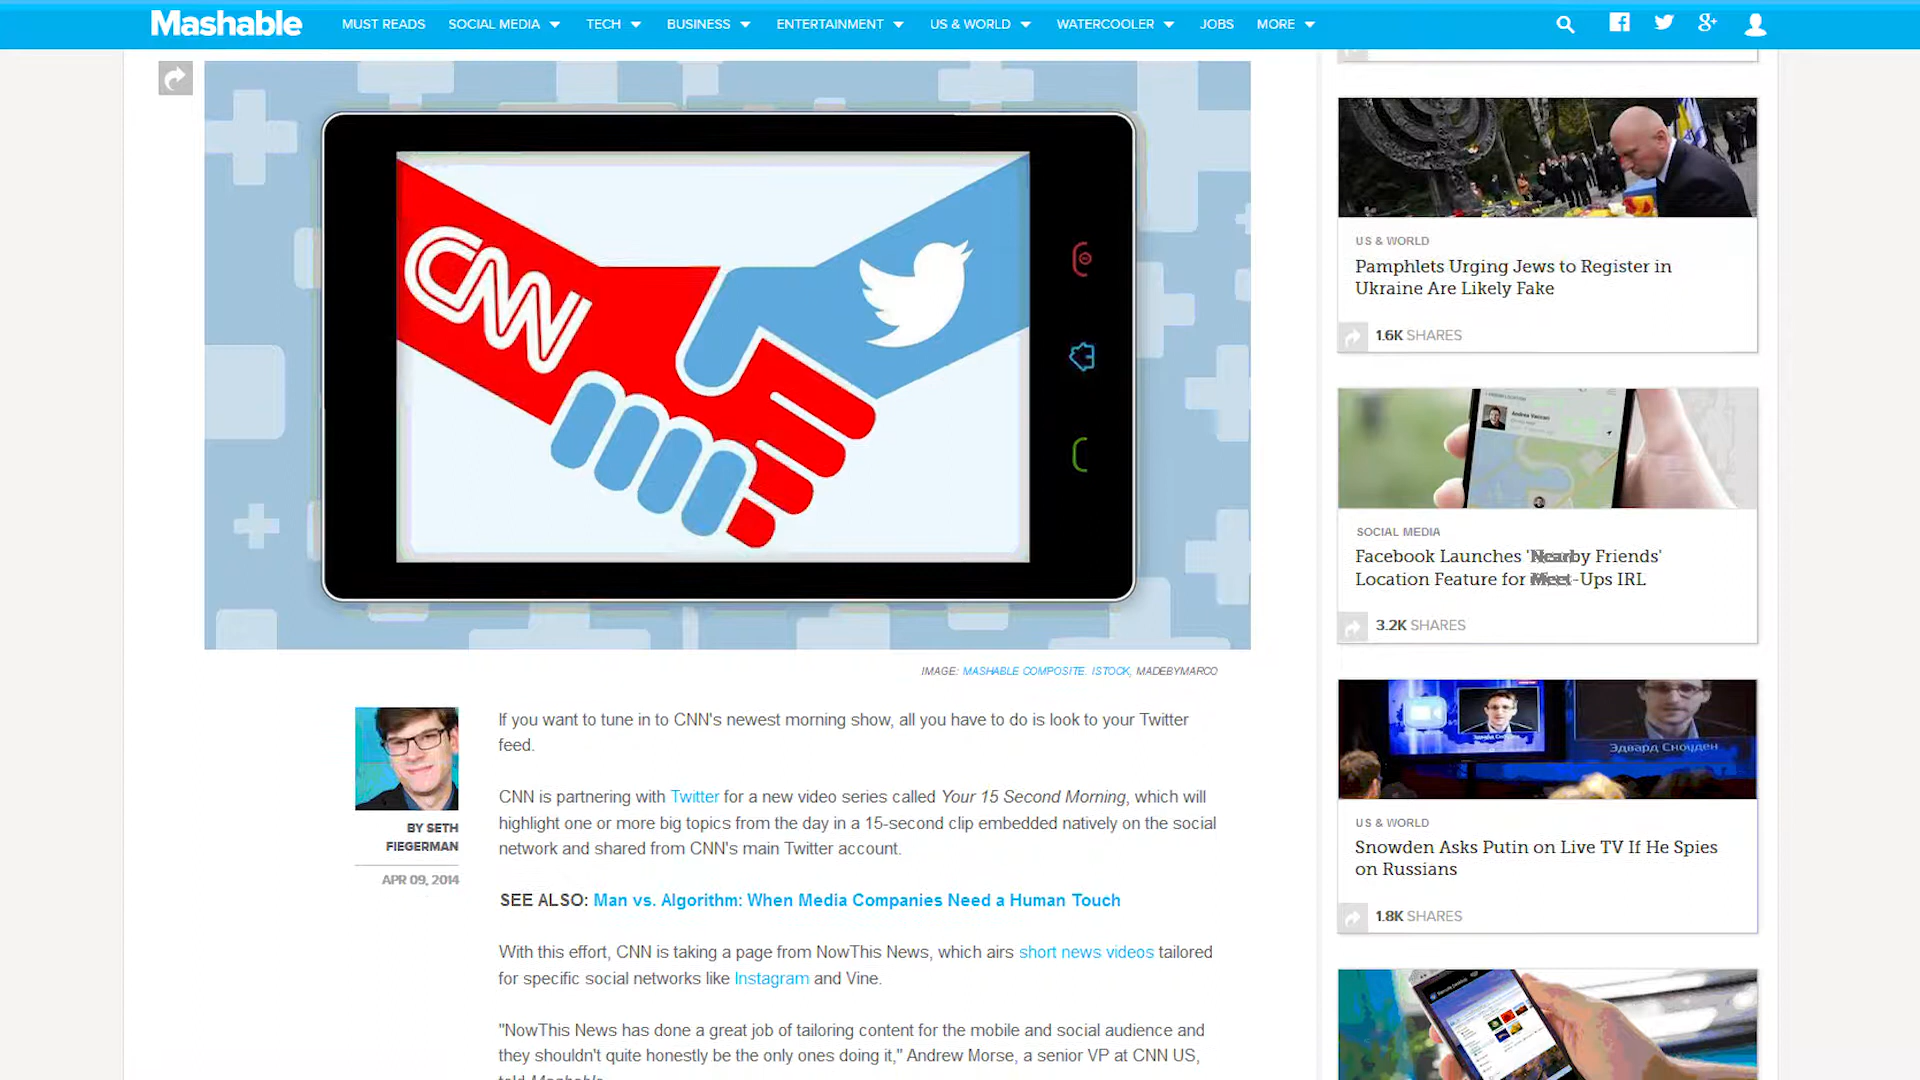 Mashable MUST READS SOCIAL MEDIA TECH BUSINESS ENTERTAINMENT US & WORLD WATERCOOLER JOBS MORE
CNN
IMAGE: MASHABLE COMPOSITE. ISTOCK, MADEBYMARCO
BY SETH
FIEGERMAN
APR 09, 2014
If you want to tune in to CNN's newest morning show, all you have to do is look to your Twitter
feed.
CNN is partnering with Twitter for a new video series called Your 15 Second Morning, which will
highlight one or more big topics from the day in a 15-second clip embedded natively on the social
network and shared from CNN's main Twitter account.
SEE ALSO: Man vs. Algorithm: When Media Companies Need a Human Touch
With this effort, CNN is taking a page from NowThis News, which airs short news videos tailored
for specific social networks like Instagram and Vine.
"NowThis News has done a great job of tailoring content for the mobile and social audience and
they shouldn't quite honestly be the only ones doing it," Andrew Morse, a senior VP at CNN US,
told Mashable
US & WORLD
Pamphlets Urging Jews to Register in
Ukraine Are Likely Fake
1.6K SHARES
SOCIAL MEDIA
Facebook Launches 'Nearby Friends'
Location Feature for Meet-Ups IRL
3.2K SHARES
Эдвард Сноуден
US & WORLD
Snowden Asks Putin on Live TV If He Spies
on Russians
1.8K SHARES